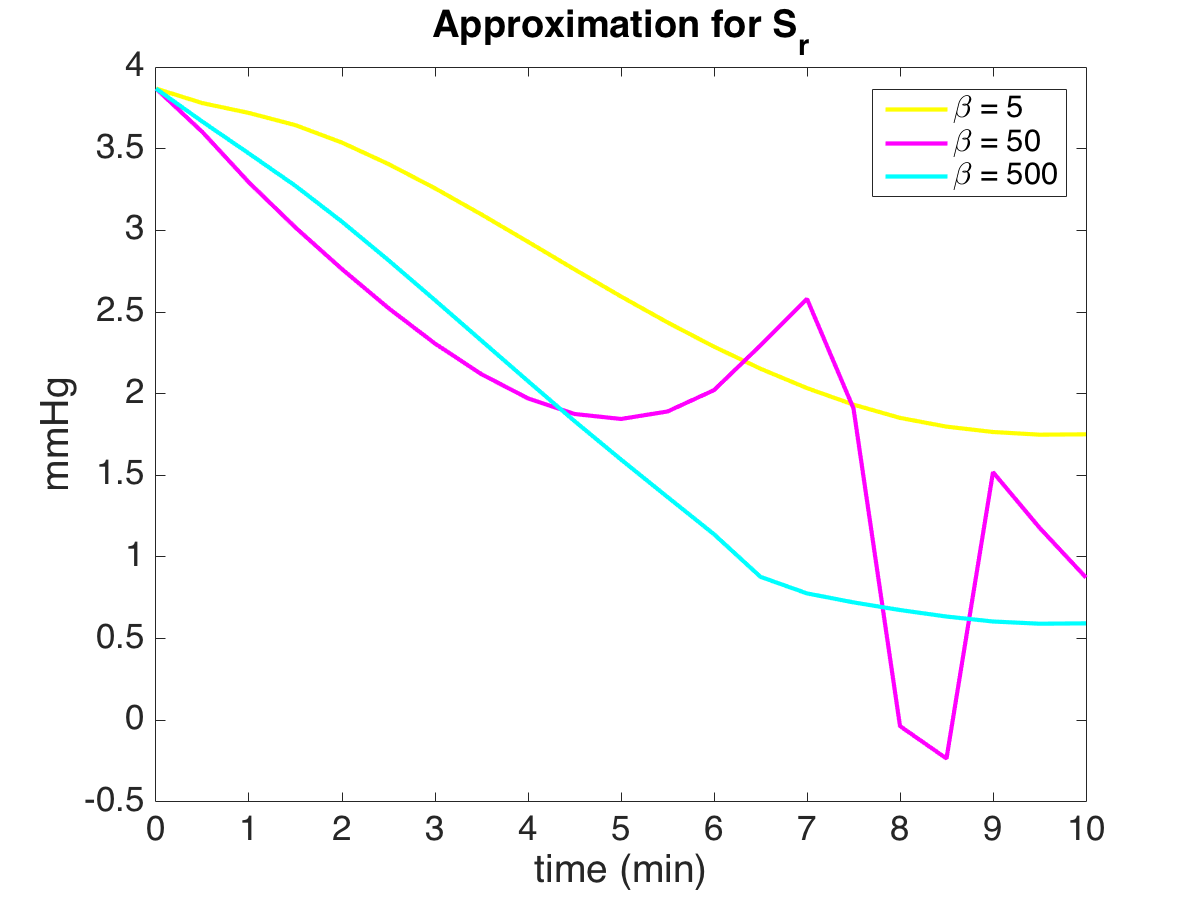 Approximation for S_r
4
3.5
3
2.5
2
1.5
1
0.5
0
-0.5
mmHg
β = 5
β = 50
β = 500
0 1 2 3 4 5 6 7 8 9 10
time (min)